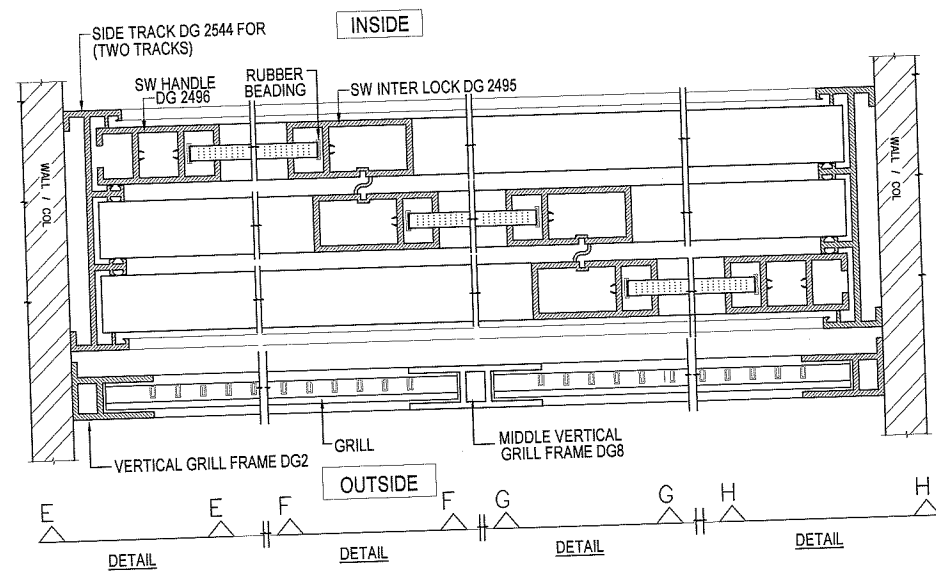 SIDE TRACK DG 2544 FOR
(TWO TRACKS)
INSIDE
SW HANDLE
DG 2496
RUBBER
BEADING
SW INTER LOCK DG 2495
WALL / COL
WALL / COL
GRILL
MIDDLE VERTICAL
GRILL FRAME DG8
VERTICAL GRILL FRAME DG2
OUTSIDE
E E F F G G H H
DETAIL DETAIL DETAIL DETAIL